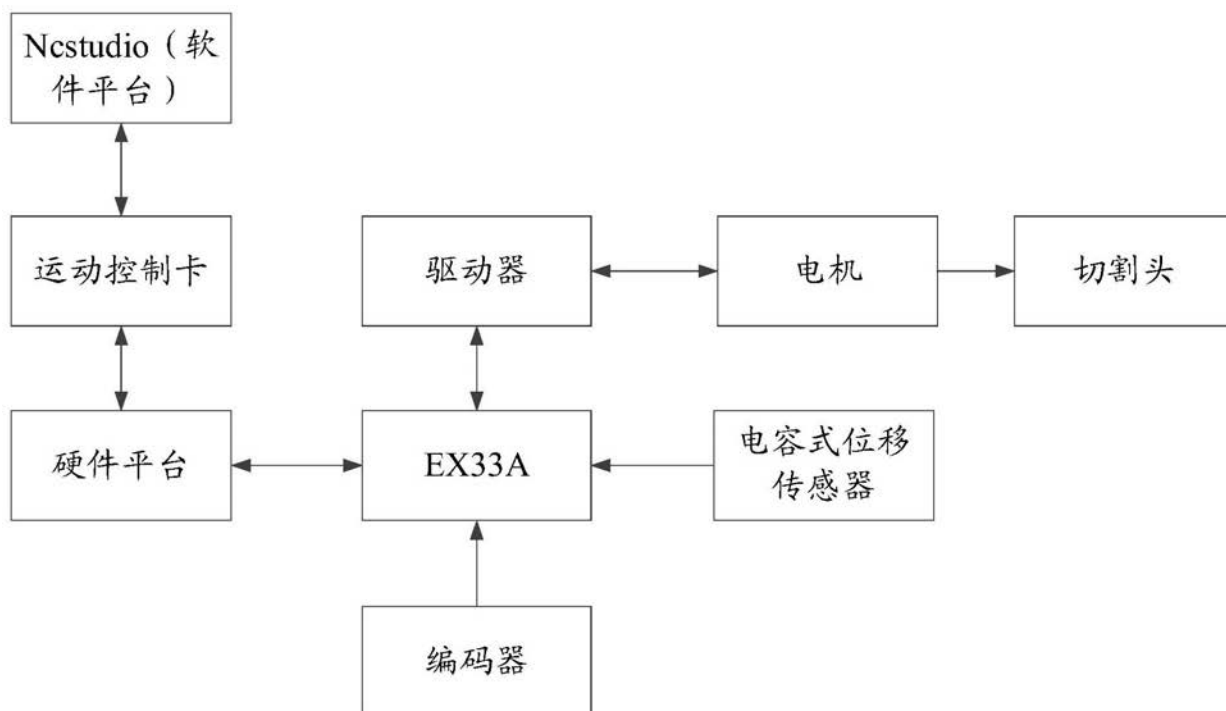 Ncstudio（软
件平台）
运动控制卡
驱动器
电机
切割头
硬件平台
EX33A
电容式位移
传感器
编码器